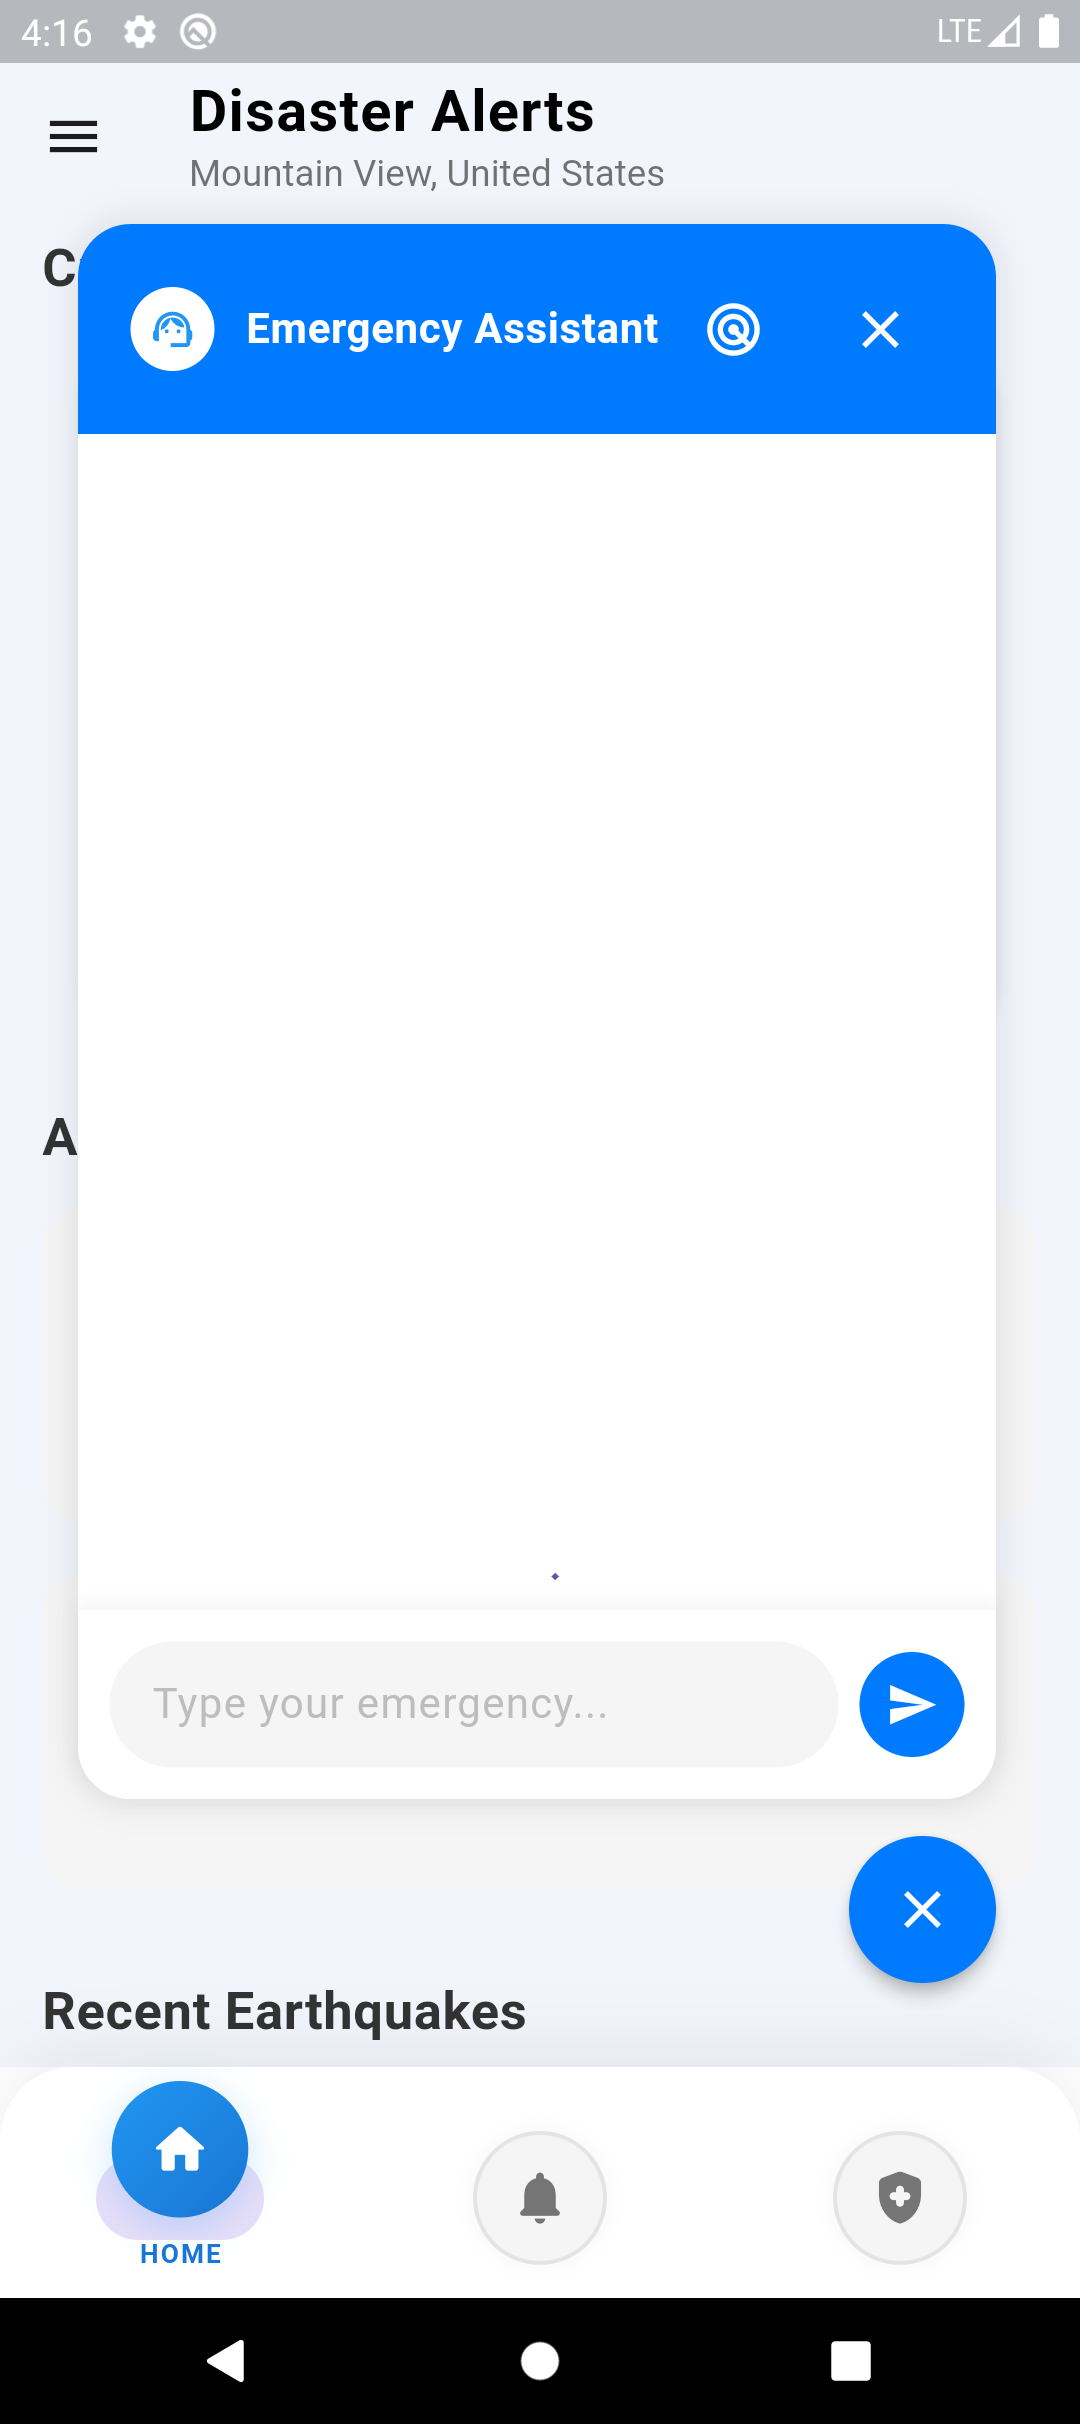 4:16
LTE
Disaster Alerts
Mountain View, United States
C
Emergency Assistant
A
Type your emergency...
Recent Earthquakes
HOME